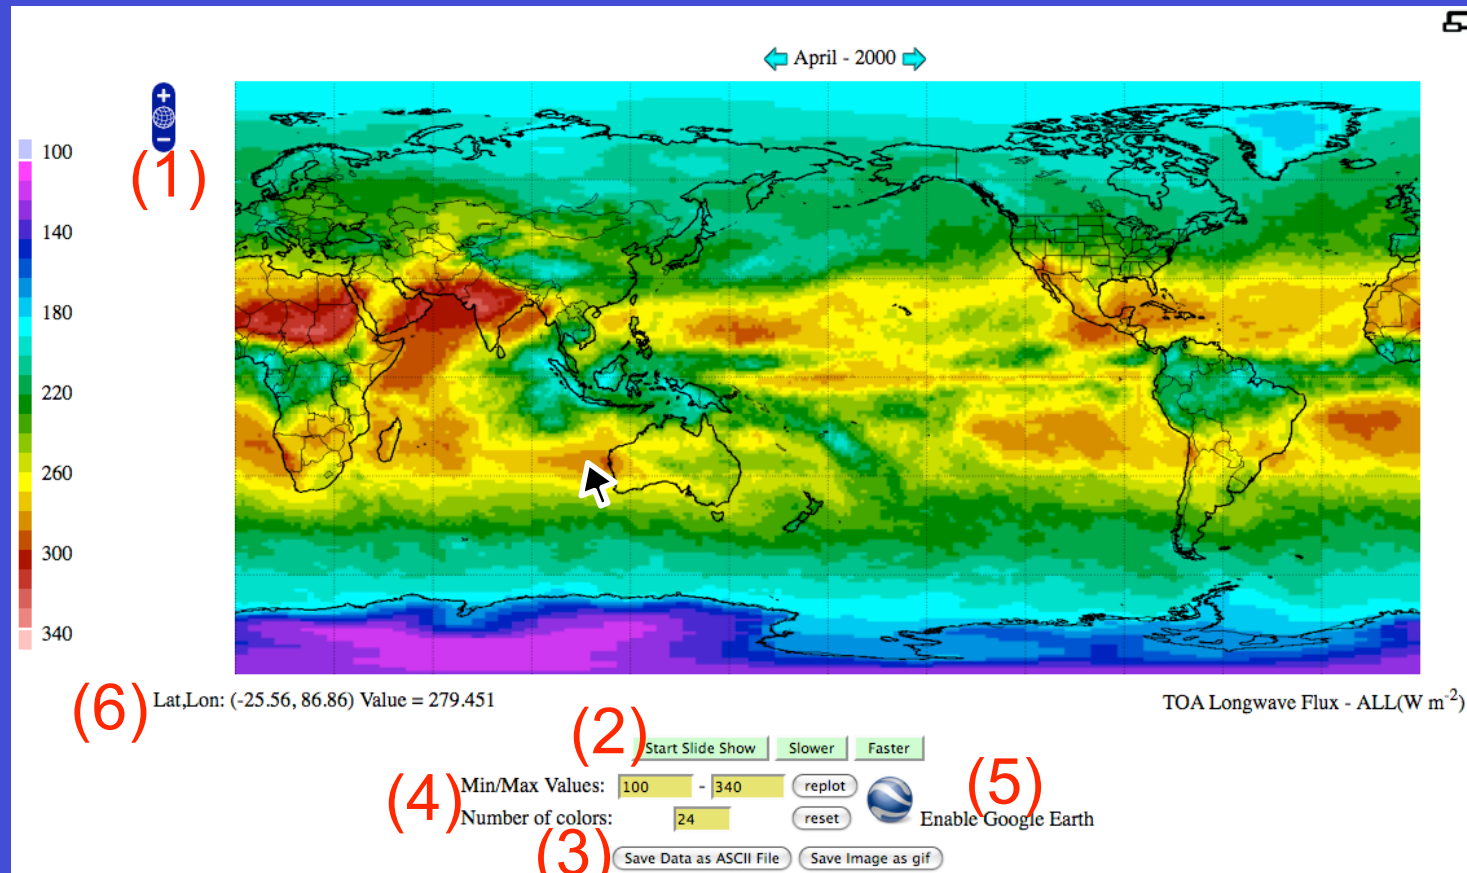 April - 2000
+
−
(1)
100
140
180
220
260
300
340
(6) Lat,Lon: (-25.56, 86.86) Value = 279.451
TOA Longwave Flux - ALL(W m-2)
(2) Start Slide Show Slower Faster
(4) Min/Max Values: 100 - 340 replot
(5)
Number of colors: 24 reset Enable Google Earth
(3) Save Data as ASCII File Save Image as gif